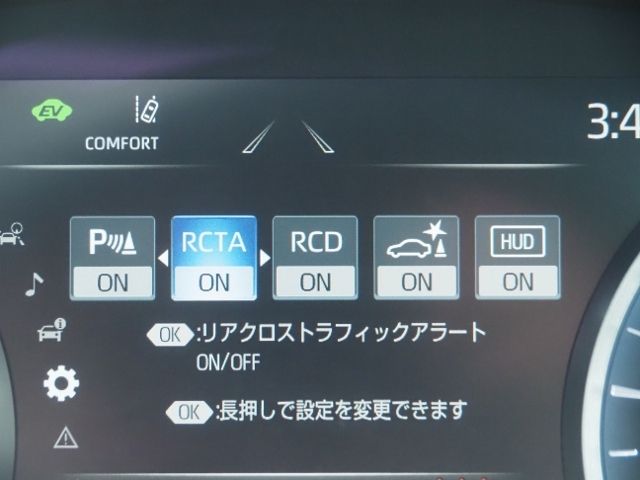 EV
COMFORT
3:4
P RCTA RCD HUD
ON ON ON ON ON
OK :リアクロストラフィックアラート
ON/OFF
OK :長押しで設定を変更できます